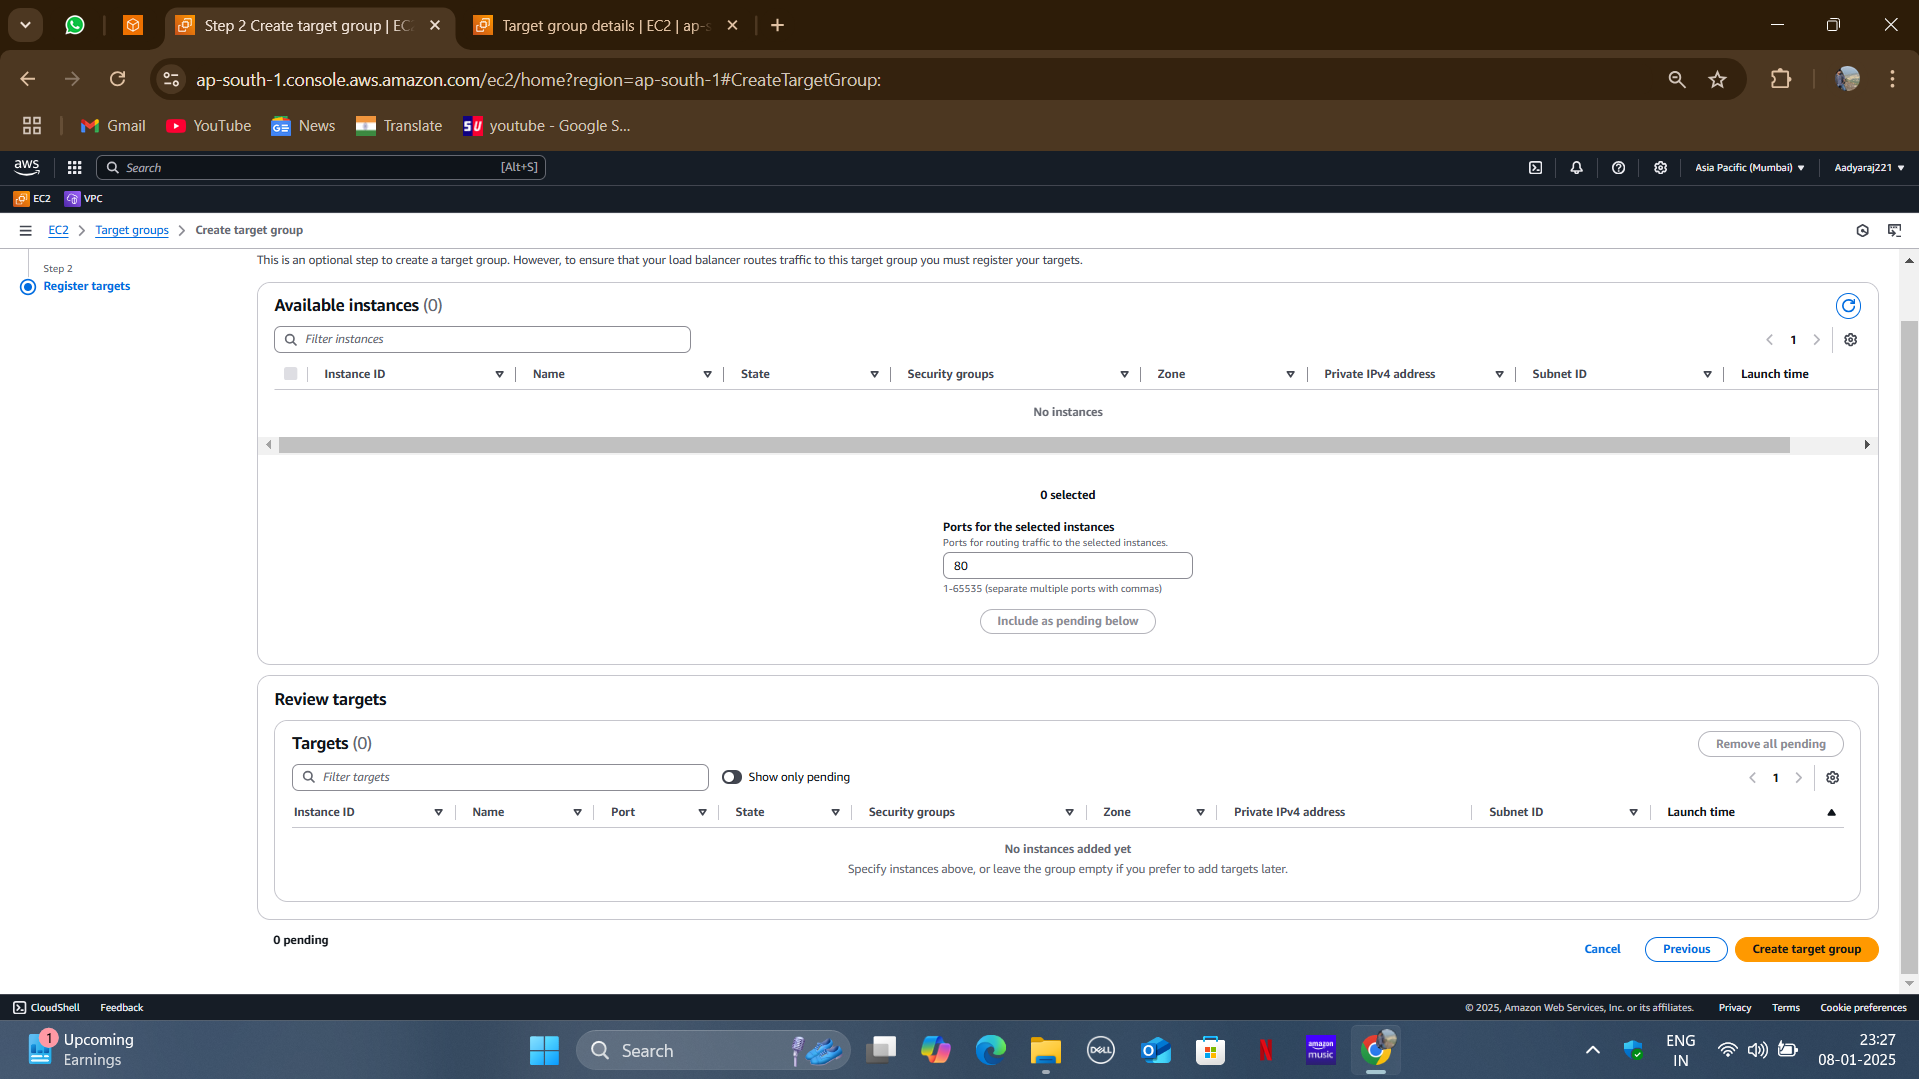 Step 2 Create target group | EC
Target group details | EC2 | ap-s
ap-south-1.console.aws.amazon.com/ec2/home?region=ap-south-1#CreateTargetGroup:
Gmail
YouTube
News
Translate
SU
youtube - Google S...
aws
Search
[Alt+S]
Asia Pacific (Mumbai)
Aadyaraj221
EC2
VPC
EC2
Target groups
Create target group
Step 2
Register targets
This is an optional step to create a target group. However, to ensure that your load balancer routes traffic to this target group you must register your targets.
Available instances (0)
Filter instances
1
Instance ID
Name
State
Security groups
Zone
Private IPv4 address
Subnet ID
Launch time
No instances
0 selected
Ports for the selected instances
Ports for routing traffic to the selected instances.
80
1-65535 (separate multiple ports with commas)
Include as pending below
Review targets
Targets (0)
Remove all pending
Filter targets
Show only pending
1
Instance ID
Name
Port
State
Security groups
Zone
Private IPv4 address
Subnet ID
Launch time
No instances added yet
Specify instances above, or leave the group empty if you prefer to add targets later.
0 pending
Cancel
Previous
Create target group
CloudShell
Feedback
© 2025, Amazon Web Services, Inc. or its affiliates.
Privacy
Terms
Cookie preferences
1
Upcoming
Earnings
Search
DELL
amazon
music
ENG
IN
23:27
08-01-2025